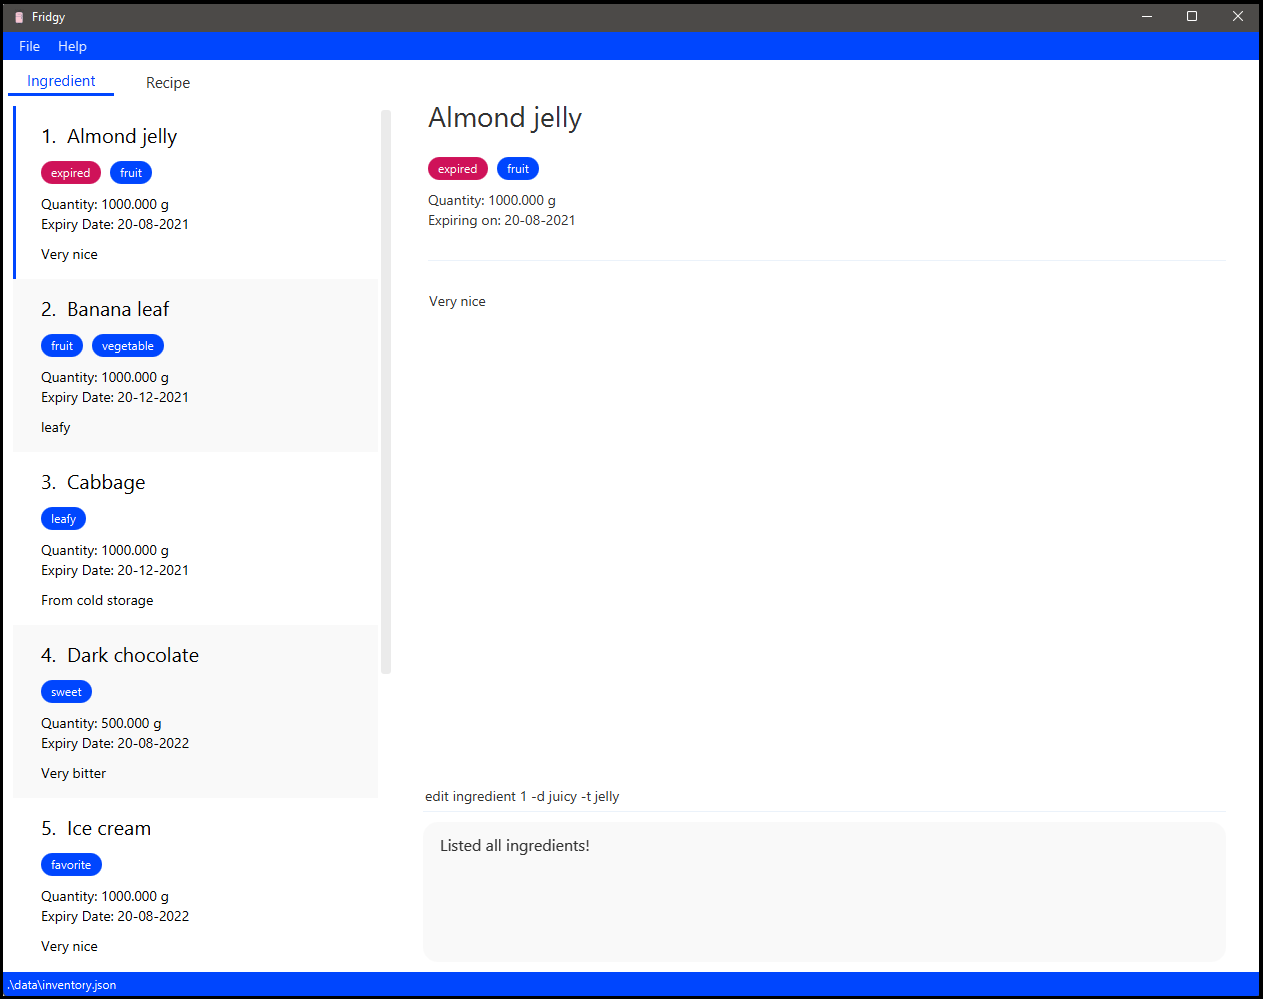 Fridgy
File Help
Ingredient Recipe
1. Almond jelly
expired fruit
Quantity: 1000.000 g
Expiry Date: 20-08-2021
Very nice
2. Banana leaf
fruit vegetable
Quantity: 1000.000 g
Expiry Date: 20-12-2021
leafy
3. Cabbage
leafy
Quantity: 1000.000 g
Expiry Date: 20-12-2021
From cold storage
4. Dark chocolate
sweet
Quantity: 500.000 g
Expiry Date: 20-08-2022
Very bitter
5. Ice cream
favorite
Quantity: 1000.000 g
Expiry Date: 20-08-2022
Very nice
Almond jelly
expired fruit
Quantity: 1000.000 g
Expiring on: 20-08-2021
Very nice
edit ingredient 1 -d juicy -t jelly
Listed all ingredients!
.\data\inventory.json